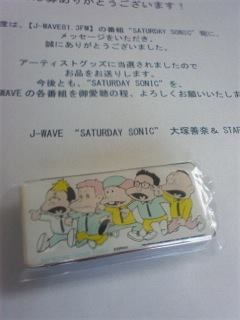 ありがとうございます！
度は、【J-WAVE81.3FM】の番組“SATURDAY SONIC”宛に
メッセージをいただき、
誠にありがとうございました。
アーティストグッズに当選されましたので
お品をお送りします。
今後とも、“SATURDAY SONIC”を、
WAVEの各番組を御愛聴の程、よろしくお願いいたしま
J-WAVE “SATURDAY SONIC” 大塚善奈& STAF